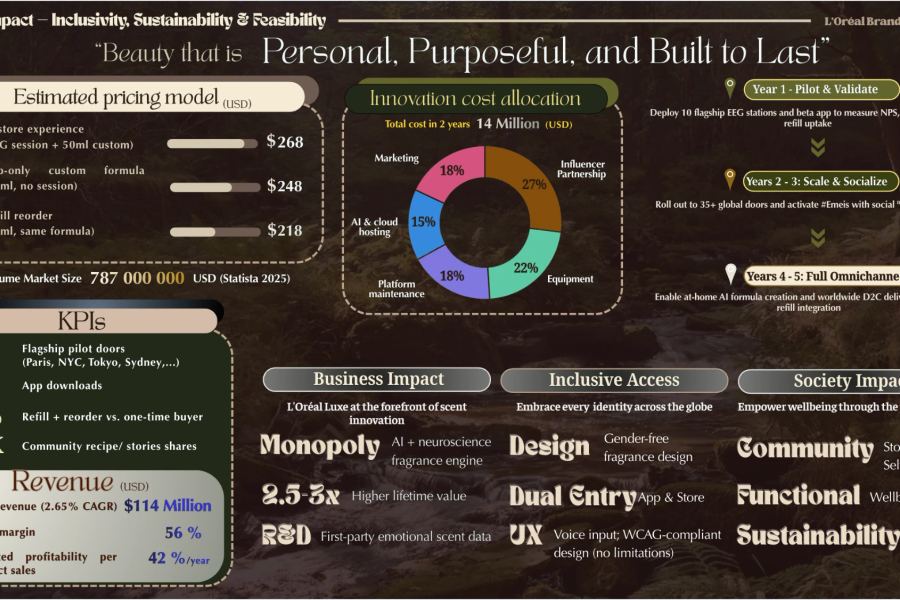 mpact – Inclusivity, Sustainability & Feasibility
L'Oréal Brand
“Beauty that is Personal, Purposeful, and Built to Last”
Estimated pricing model (USD)
store experience
G session + 50ml custom)
$268
p-only custom formula
ml, no session)
$248
fill reorder
ml, same formula)
$218
ume Market Size 787 000 000 USD (Statista 2025)
Innovation cost allocation
Total cost in 2 years 14 Million (USD)
Marketing
18%
Influencer
Partnership
27%
AI & cloud
hosting
15%
Platform
maintenance
18%
22%
Equipment
Year 1 - Pilot & Validate
Deploy 10 flagship EEG stations and beta app to measure NPS,
refill uptake
Years 2 - 3: Scale & Socialize
Roll out to 35+ global doors and activate #Emeis with social "
Years 4 - 5: Full Omnichanne
Enable at-home AI formula creation and worldwide D2C deliv
refill integration
KPIs
Flagship pilot doors
(Paris, NYC, Tokyo, Sydney,...)
App downloads
Refill + reorder vs. one-time buyer
Community recipe/ stories shares
Revenue (USD)
evenue (2.65% CAGR) $114 Million
margin 56 %
ted profitability per
ct sales
42 %/year
Business Impact
L'Oréal Luxe at the forefront of scent
innovation
Monopoly AI + neuroscience
fragrance engine
2.5-3x Higher lifetime value
R&D First-party emotional scent data
Inclusive Access
Embrace every identity across the globe
Design Gender-free
fragrance design
Dual Entry App & Store
UX Voice input; WCAG-compliant
design (no limitations)
Society Impa
Empower wellbeing through the
Community Sto
Sel
Functional Wellb
Sustainability